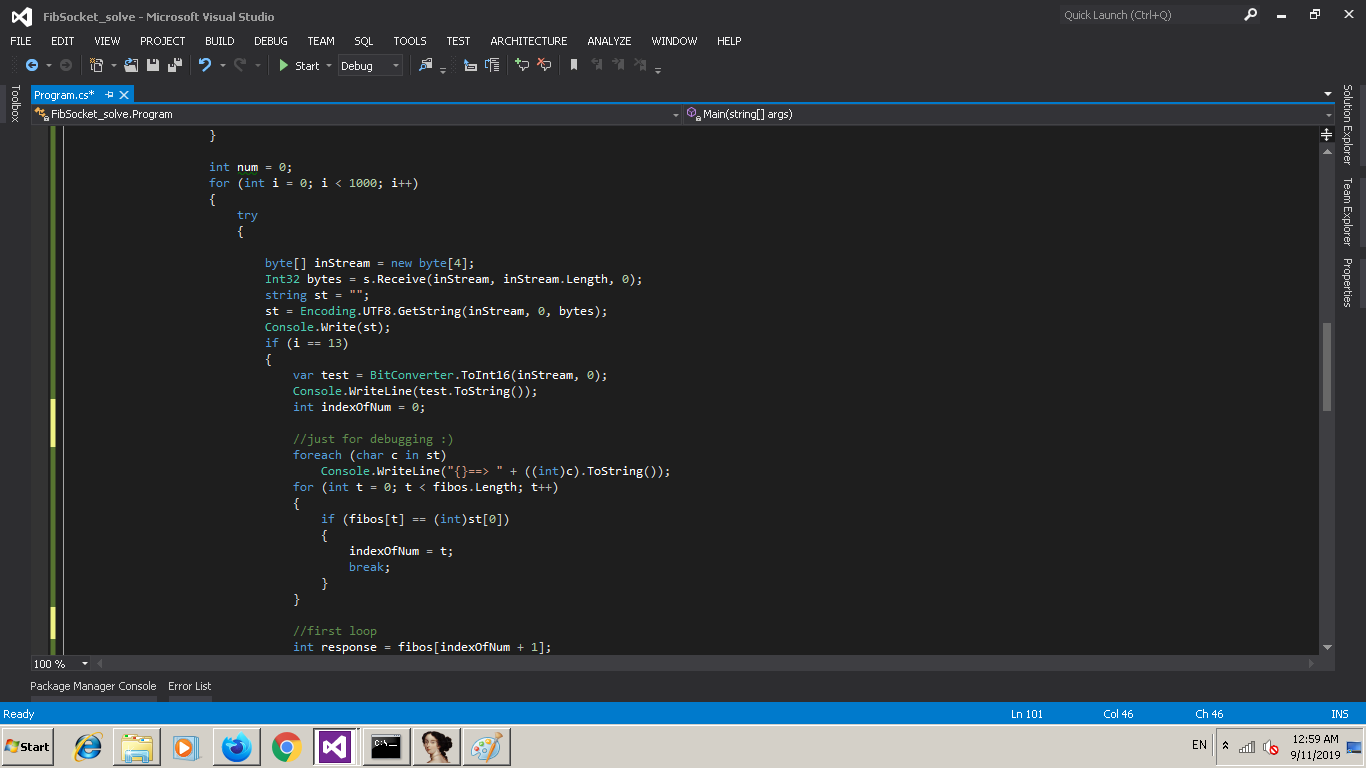 FibSocket_solve - Microsoft Visual Studio
Quick Launch (Ctrl+Q)
FILE EDIT VIEW PROJECT BUILD DEBUG TEAM SQL TOOLS TEST ARCHITECTURE ANALYZE WINDOW HELP
Start Debug
Toolbox
Program.cs*
FibSocket_solve.Program
Main(string[] args)
}
int num = 0;
for (int i = 0; i < 1000; i++)
{
try
{
byte[] inStream = new byte[4];
Int32 bytes = s.Receive(inStream, inStream.Length, 0);
string st = "";
st = Encoding.UTF8.GetString(inStream, 0, bytes);
Console.Write(st);
if (i == 13)
{
var test = BitConverter.ToInt16(inStream, 0);
Console.WriteLine(test.ToString());
int indexOfNum = 0;
//just for debugging :)
foreach (char c in st)
Console.WriteLine("{}==> " + ((int)c).ToString());
for (int t = 0; t < fibos.Length; t++)
{
if (fibos[t] == (int)st[0])
{
indexOfNum = t;
break;
}
}
//first loop
int response = fibos[indexOfNum + 1];
Solution Explorer
Team Explorer
Properties
100 %
Package Manager Console Error List
Ready
Ln 101 Col 46 Ch 46 INS
Start
C:\_
EN
12:59 AM
9/11/2019